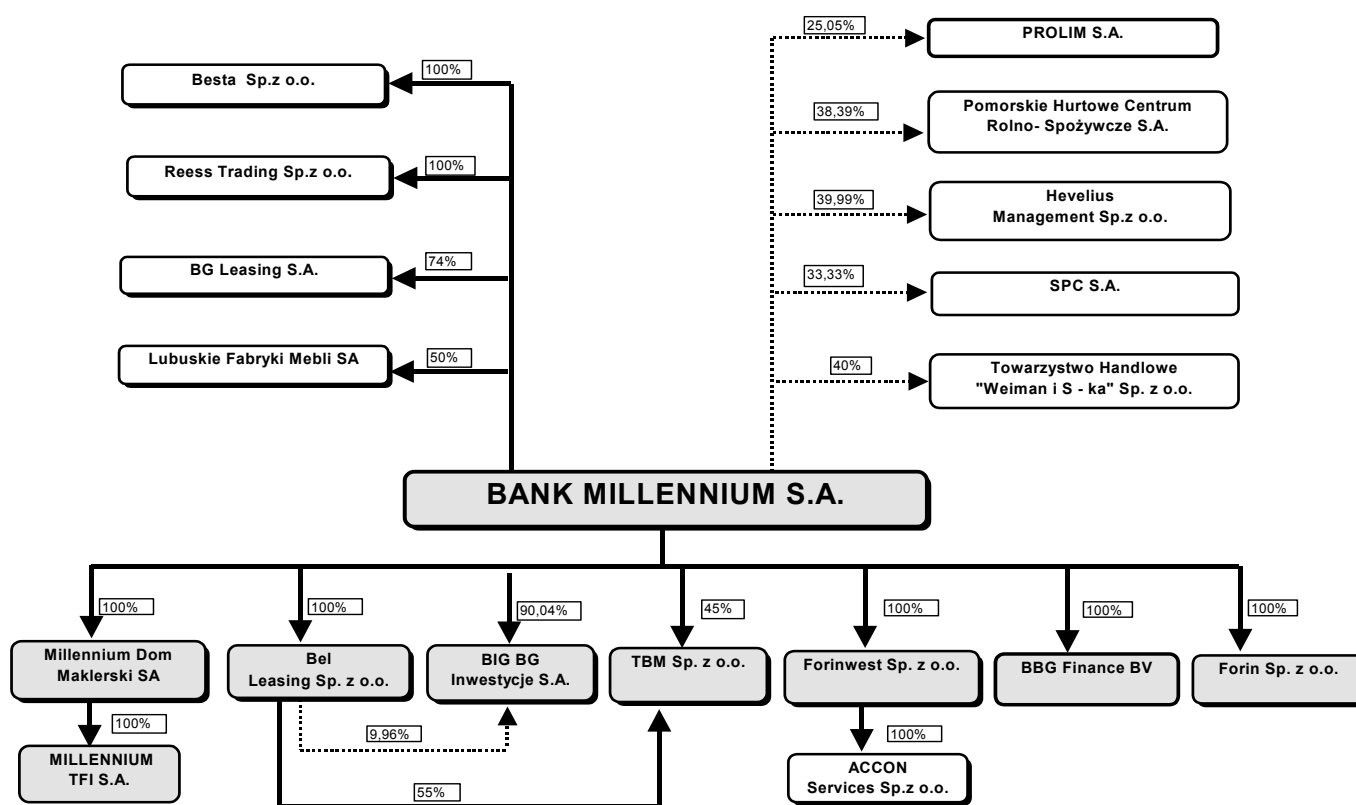 25,05%
PROLIM S.A.
Besta Sp.z o.o.
100%
38,39%
Pomorskie Hurtowe Centrum
Rolno- Spożywcze S.A.
Reess Trading Sp.z o.o.
100%
39,99%
Hevelius
Management Sp.z o.o.
BG Leasing S.A.
74%
33,33%
SPC S.A.
Lubuskie Fabryki Mebli SA
50%
40%
Towarzystwo Handlowe
"Weiman i S - ka" Sp. z o.o.
BANK MILLENNIUM S.A.
100%
100%
90,04%
45%
100%
100%
100%
Millennium Dom
Maklerski SA
Bel
Leasing Sp. z o.o.
BIG BG
Inwestycje S.A.
TBM Sp. z o.o.
Forinwest Sp. z o.o.
BBG Finance BV
Forin Sp. z o.o.
100%
9,96%
100%
MILLENNIUM
TFI S.A.
55%
ACCON
Services Sp.z o.o.